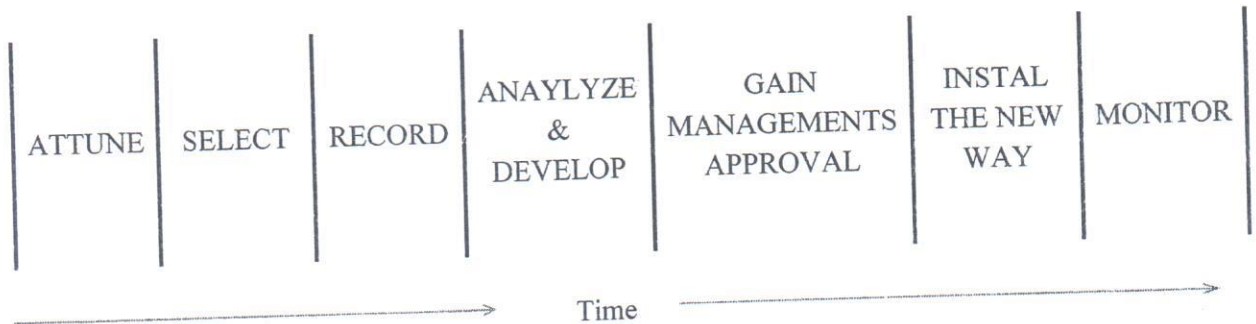 ATTUNE
SELECT
RECORD
ANAYLYZE
&
DEVELOP
GAIN
MANAGEMENTS
APPROVAL
INSTAL
THE NEW
WAY
MONITOR
Time